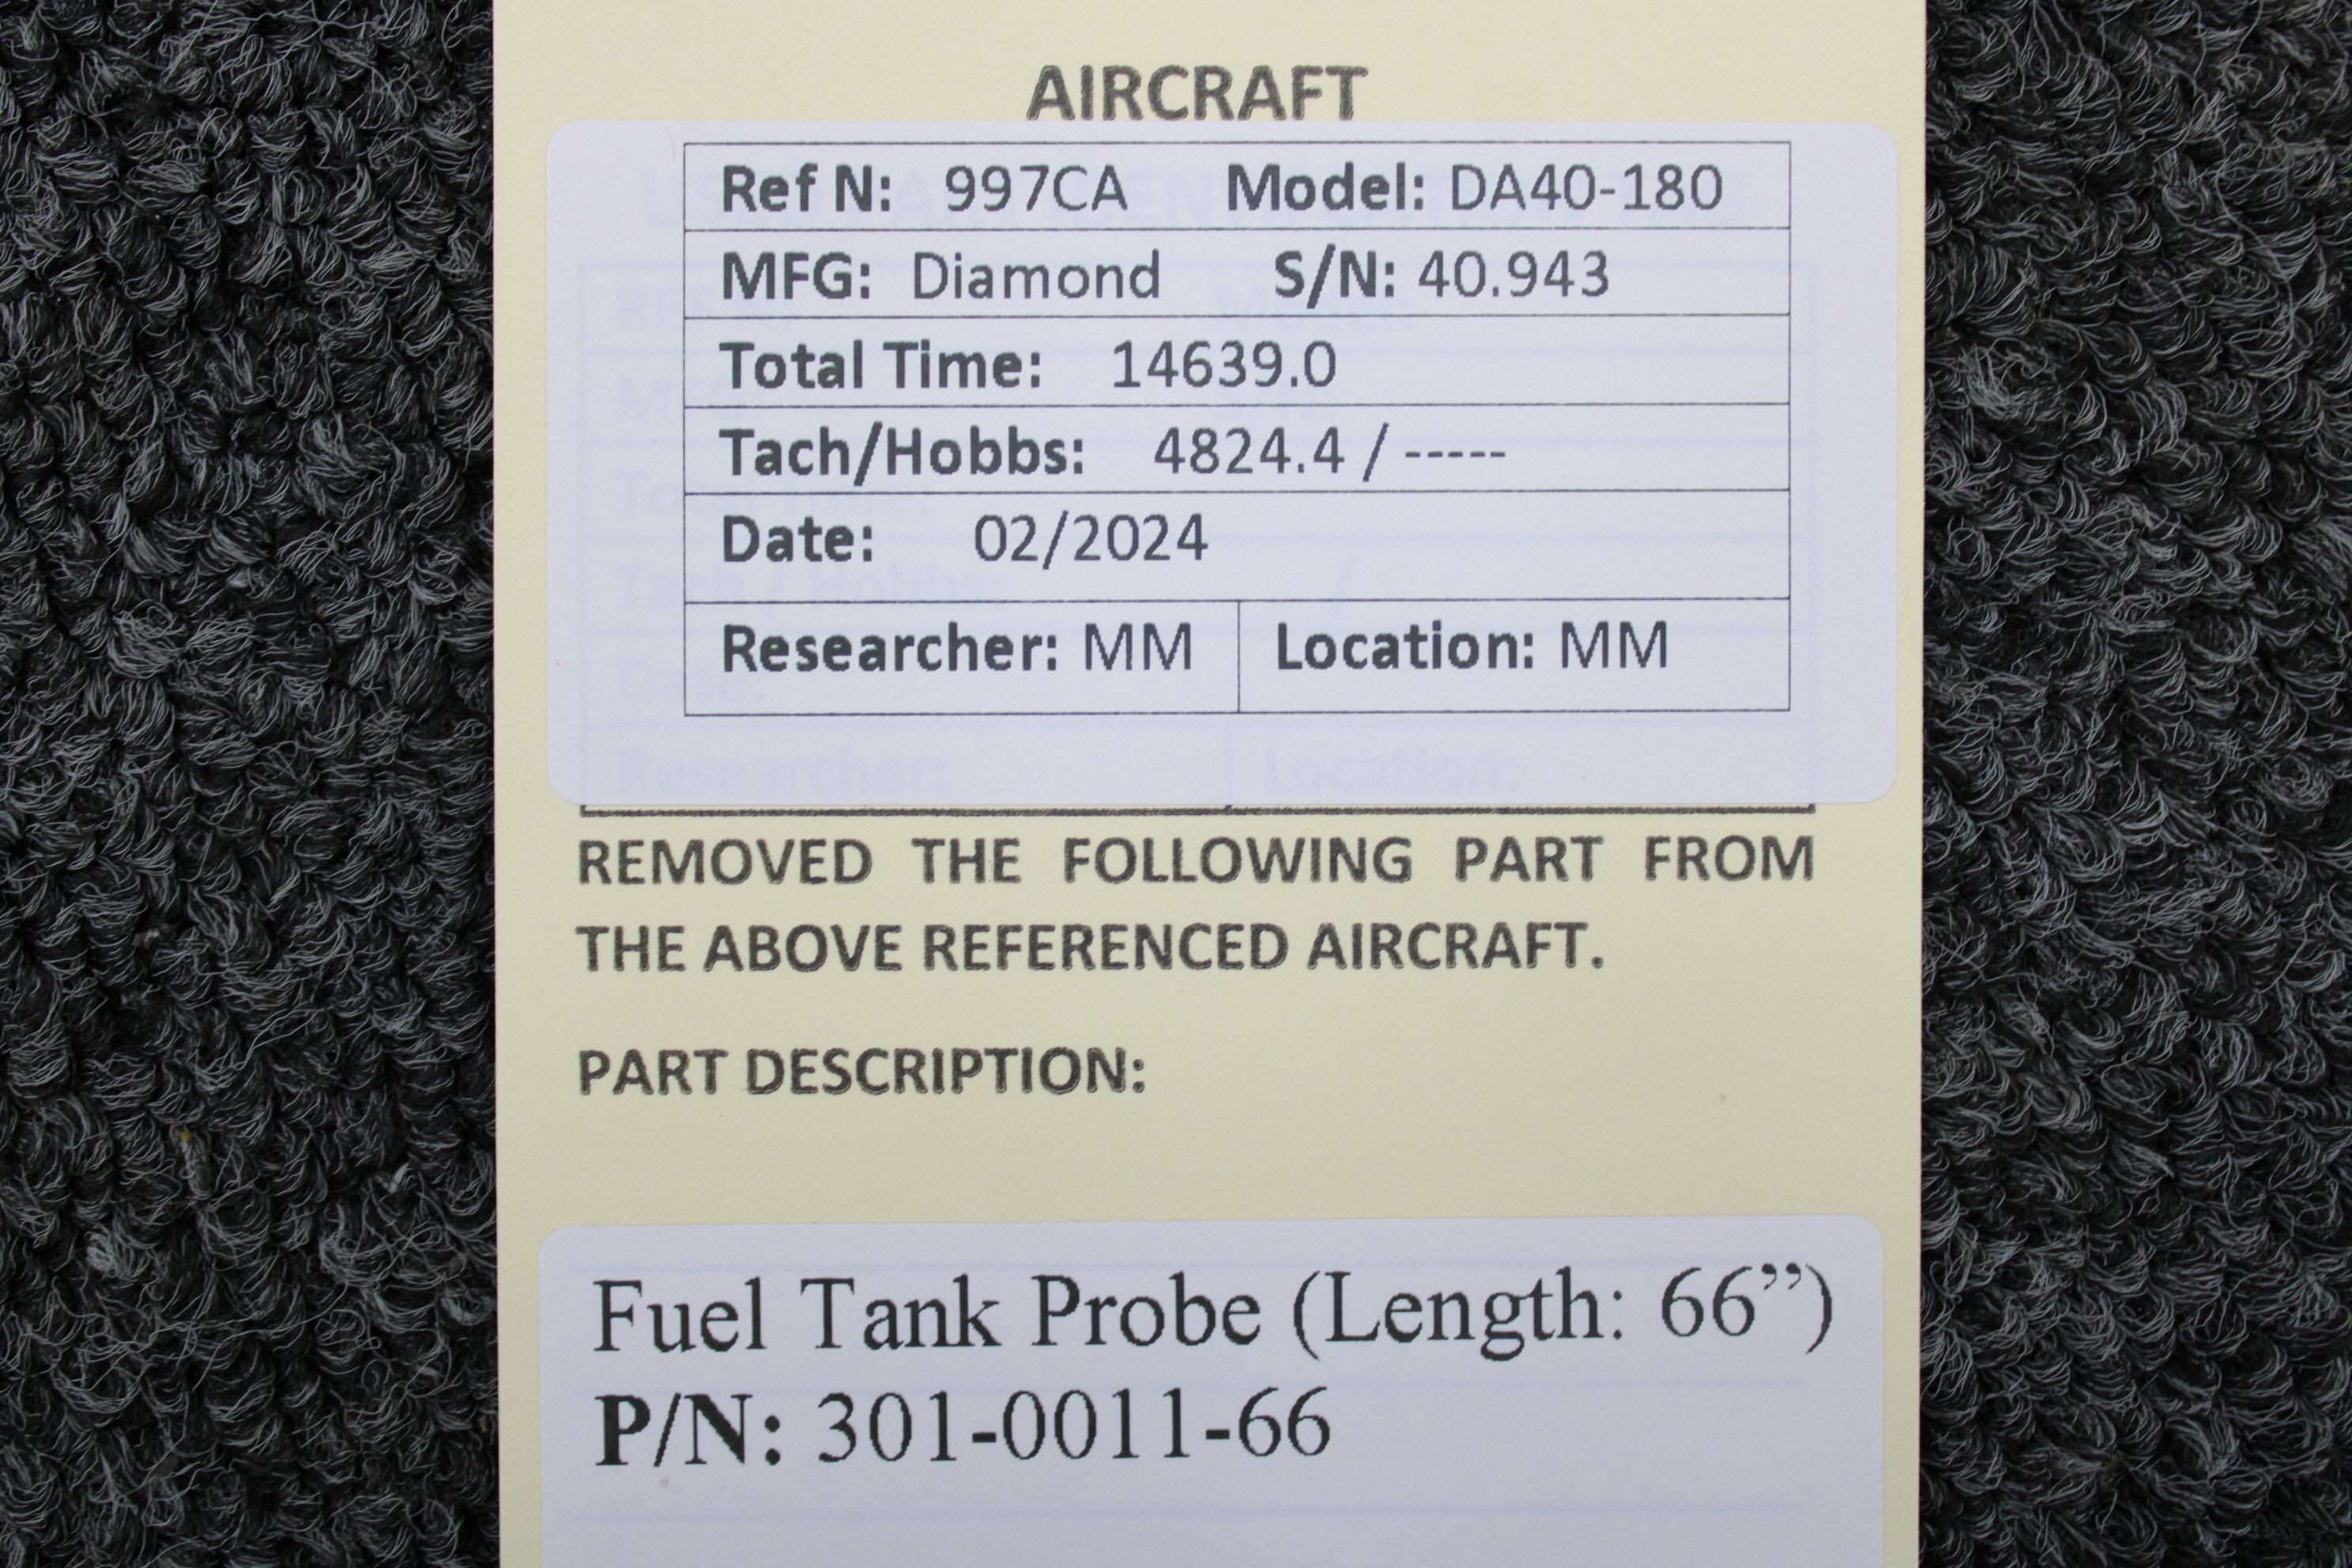 AIRCRAFT
Ref N: 997CA Model: DA40-180
MFG: Diamond S/N: 40.943
Total Time: 14639.0
Tach/Hobbs: 4824.4 / -----
Date: 02/2024
Researcher: MM Location: MM
REMOVED THE FOLLOWING PART FROM
THE ABOVE REFERENCED AIRCRAFT.
PART DESCRIPTION:
Fuel Tank Probe (Length: 66”)
P/N: 301-0011-66